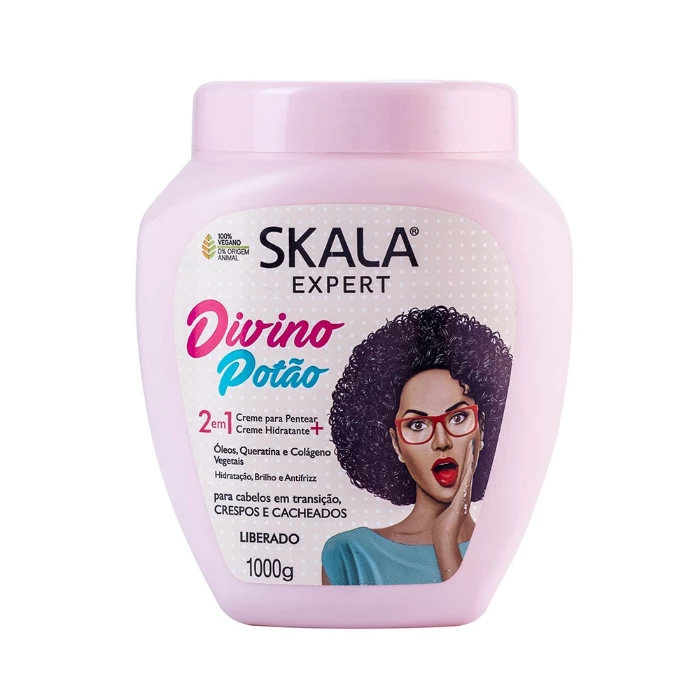 100%
VEGANO
0% ORIGEM
ANIMAL
SKALA®
EXPERT
Divino
Potão
2em1 Creme para Pentear
Creme Hidratante +
Óleos, Queratina e Colágeno
Vegetais
Hidratação, Brilho e Antifrizz
para cabelos em transição,
CRESPOS E CACHEADOS
LIBERADO
1000g